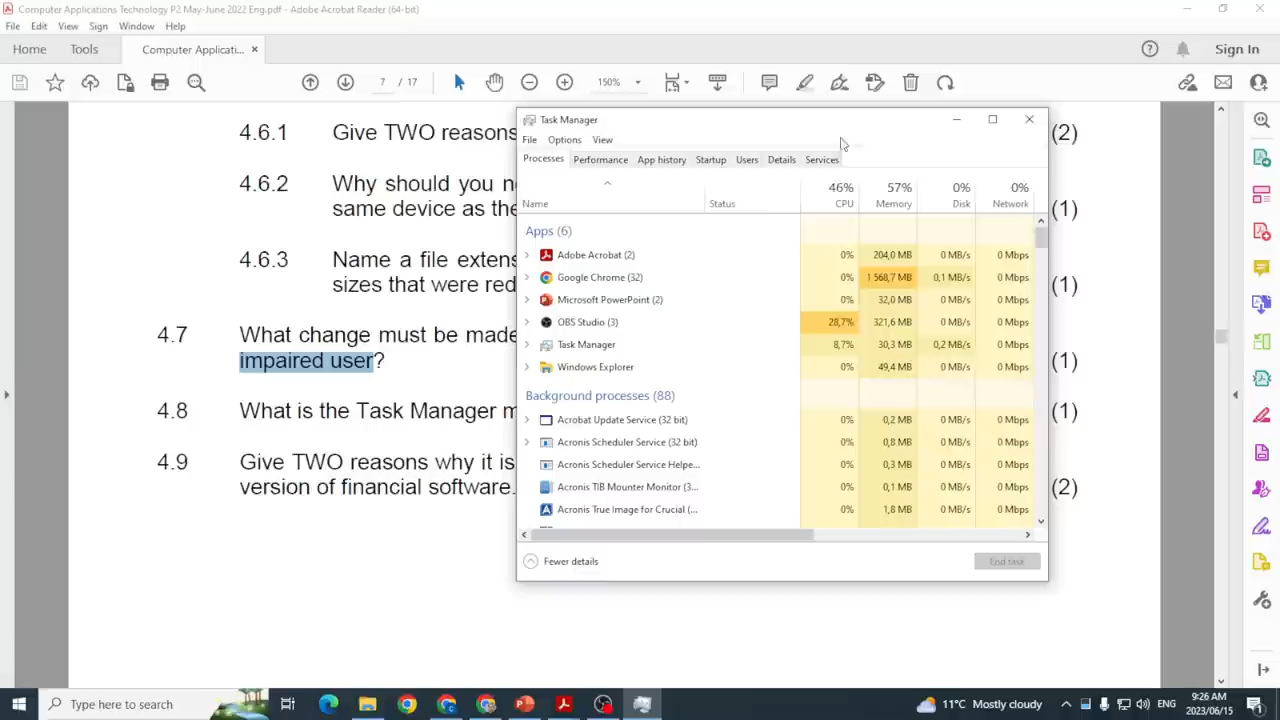 Computer Applications Technology P2 May-June 2022 Eng.pdf - Adobe Acrobat Reader (64-bit)
File Edit View Sign Window Help
Home Tools Computer Applicati... × Sign In
7 / 17 150%
4.6.1 Give TWO reasons (2)
4.6.2 Why should you n
same device as the (1)
4.6.3 Name a file extens
sizes that were red (1)
4.7 What change must be made
impaired user? (1)
4.8 What is the Task Manager m (1)
4.9 Give TWO reasons why it is
version of financial software. (2)
Task Manager
File Options View
Processes Performance App history Startup Users Details Services
46% 57% 0% 0%
Name Status CPU Memory Disk Network
Apps (6)
Adobe Acrobat (2) 0% 204,0 MB 0 MB/s 0 Mbps
Google Chrome (32) 0% 1 568,7 MB 0,1 MB/s 0 Mbps
Microsoft PowerPoint (2) 0% 32,0 MB 0 MB/s 0 Mbps
OBS Studio (3) 28,7% 321,6 MB 0 MB/s 0 Mbps
Task Manager 8,7% 30,3 MB 0,2 MB/s 0 Mbps
Windows Explorer 0% 49,4 MB 0 MB/s 0 Mbps
Background processes (88)
Acrobat Update Service (32 bit) 0% 0,2 MB 0 MB/s 0 Mbps
Acronis Scheduler Service (32 bit) 0% 0,8 MB 0 MB/s 0 Mbps
Acronis Scheduler Service Helpe... 0% 0,3 MB 0 MB/s 0 Mbps
Acronis TIB Mounter Monitor (3... 0% 0,1 MB 0 MB/s 0 Mbps
Acronis True Image for Crucial (... 0% 1,8 MB 0 MB/s 0 Mbps
Fewer details End task
Type here to search 11°C Mostly cloudy ENG 9:26 AM
2023/06/15 1